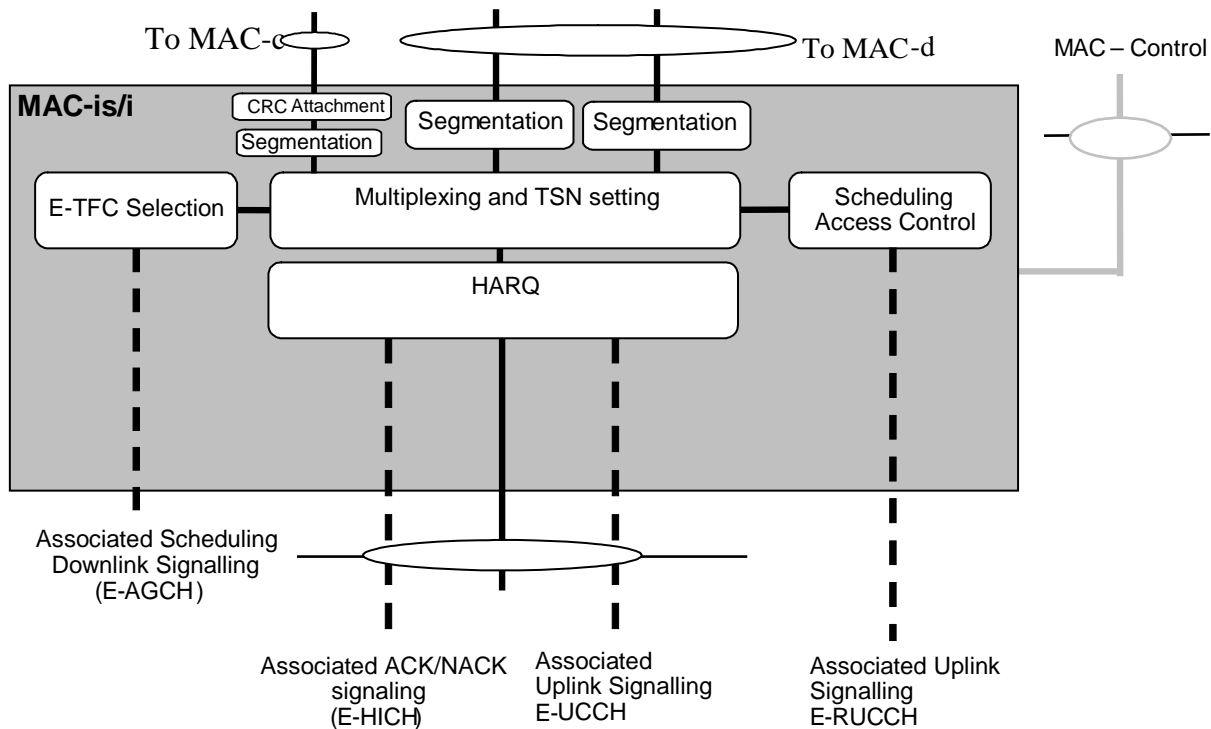 To MAC-c
To MAC-d
MAC – Control
MAC-is/i
CRC Attachment
Segmentation
Segmentation
Segmentation
E-TFC Selection
Multiplexing and TSN setting
Scheduling
Access Control
HARQ
Associated Scheduling
Downlink Signalling
(E-AGCH)
Associated ACK/NACK
signaling
(E-HICH)
Associated
Uplink Signalling
E-UCCH
Associated Uplink
Signalling
E-RUCCH